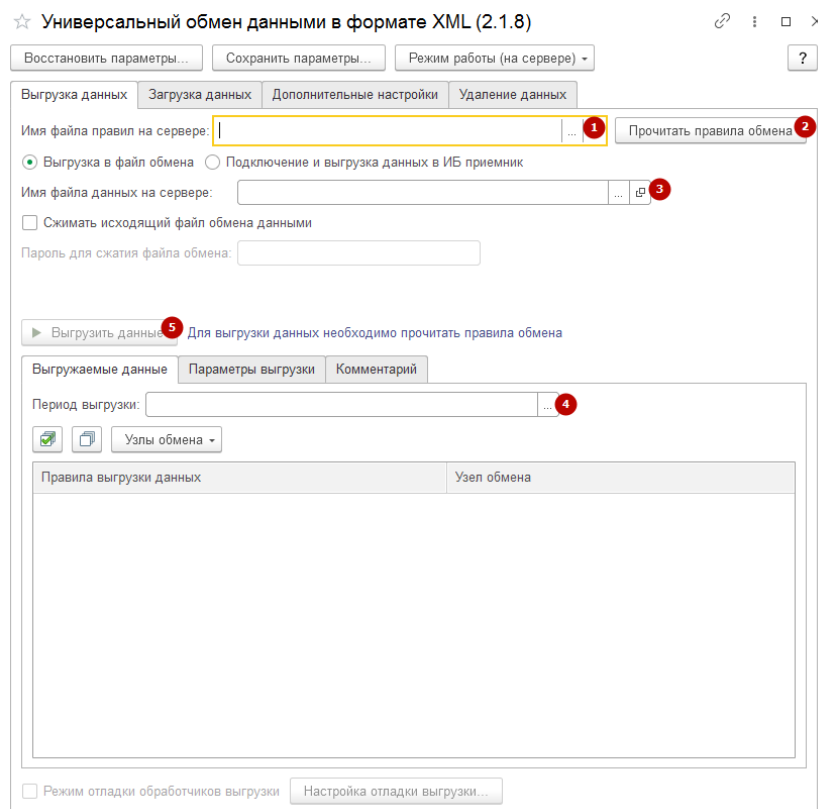 Универсальный обмен данными в формате XML (2.1.8)
Восстановить параметры... Сохранить параметры... Режим работы (на сервере) ?
Выгрузка данных Загрузка данных Дополнительные настройки Удаление данных
Имя файла правил на сервере: ... 1 Прочитать правила обмена 2
Выгрузка в файл обмена Подключение и выгрузка данных в ИБ приемник
Имя файла данных на сервере: ... 3
Сжимать исходящий файл обмена данными
Пароль для сжатия файла обмена:
Выгрузить данные 5 Для выгрузки данных необходимо прочитать правила обмена
Выгружаемые данные Параметры выгрузки Комментарий
Период выгрузки: ... 4
Узлы обмена
Правила выгрузки данных Узел обмена
Режим отладки обработчиков выгрузки Настройка отладки выгрузки...